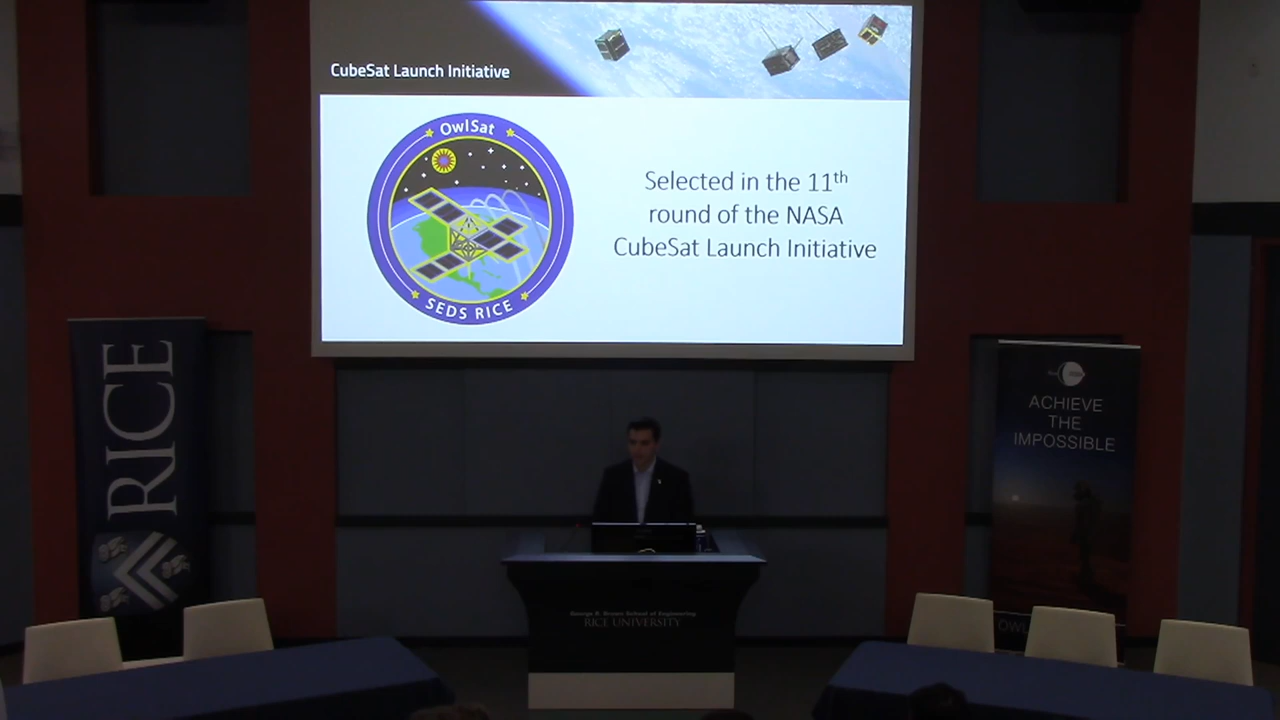 CubeSat Launch Initiative
OwlSat
SEDS RICE
Selected in the 11th
round of the NASA
CubeSat Launch Initiative
RICE
ACHIEVE
THE
IMPOSSIBLE
George R. Brown School of Engineering
RICE UNIVERSITY
OWL